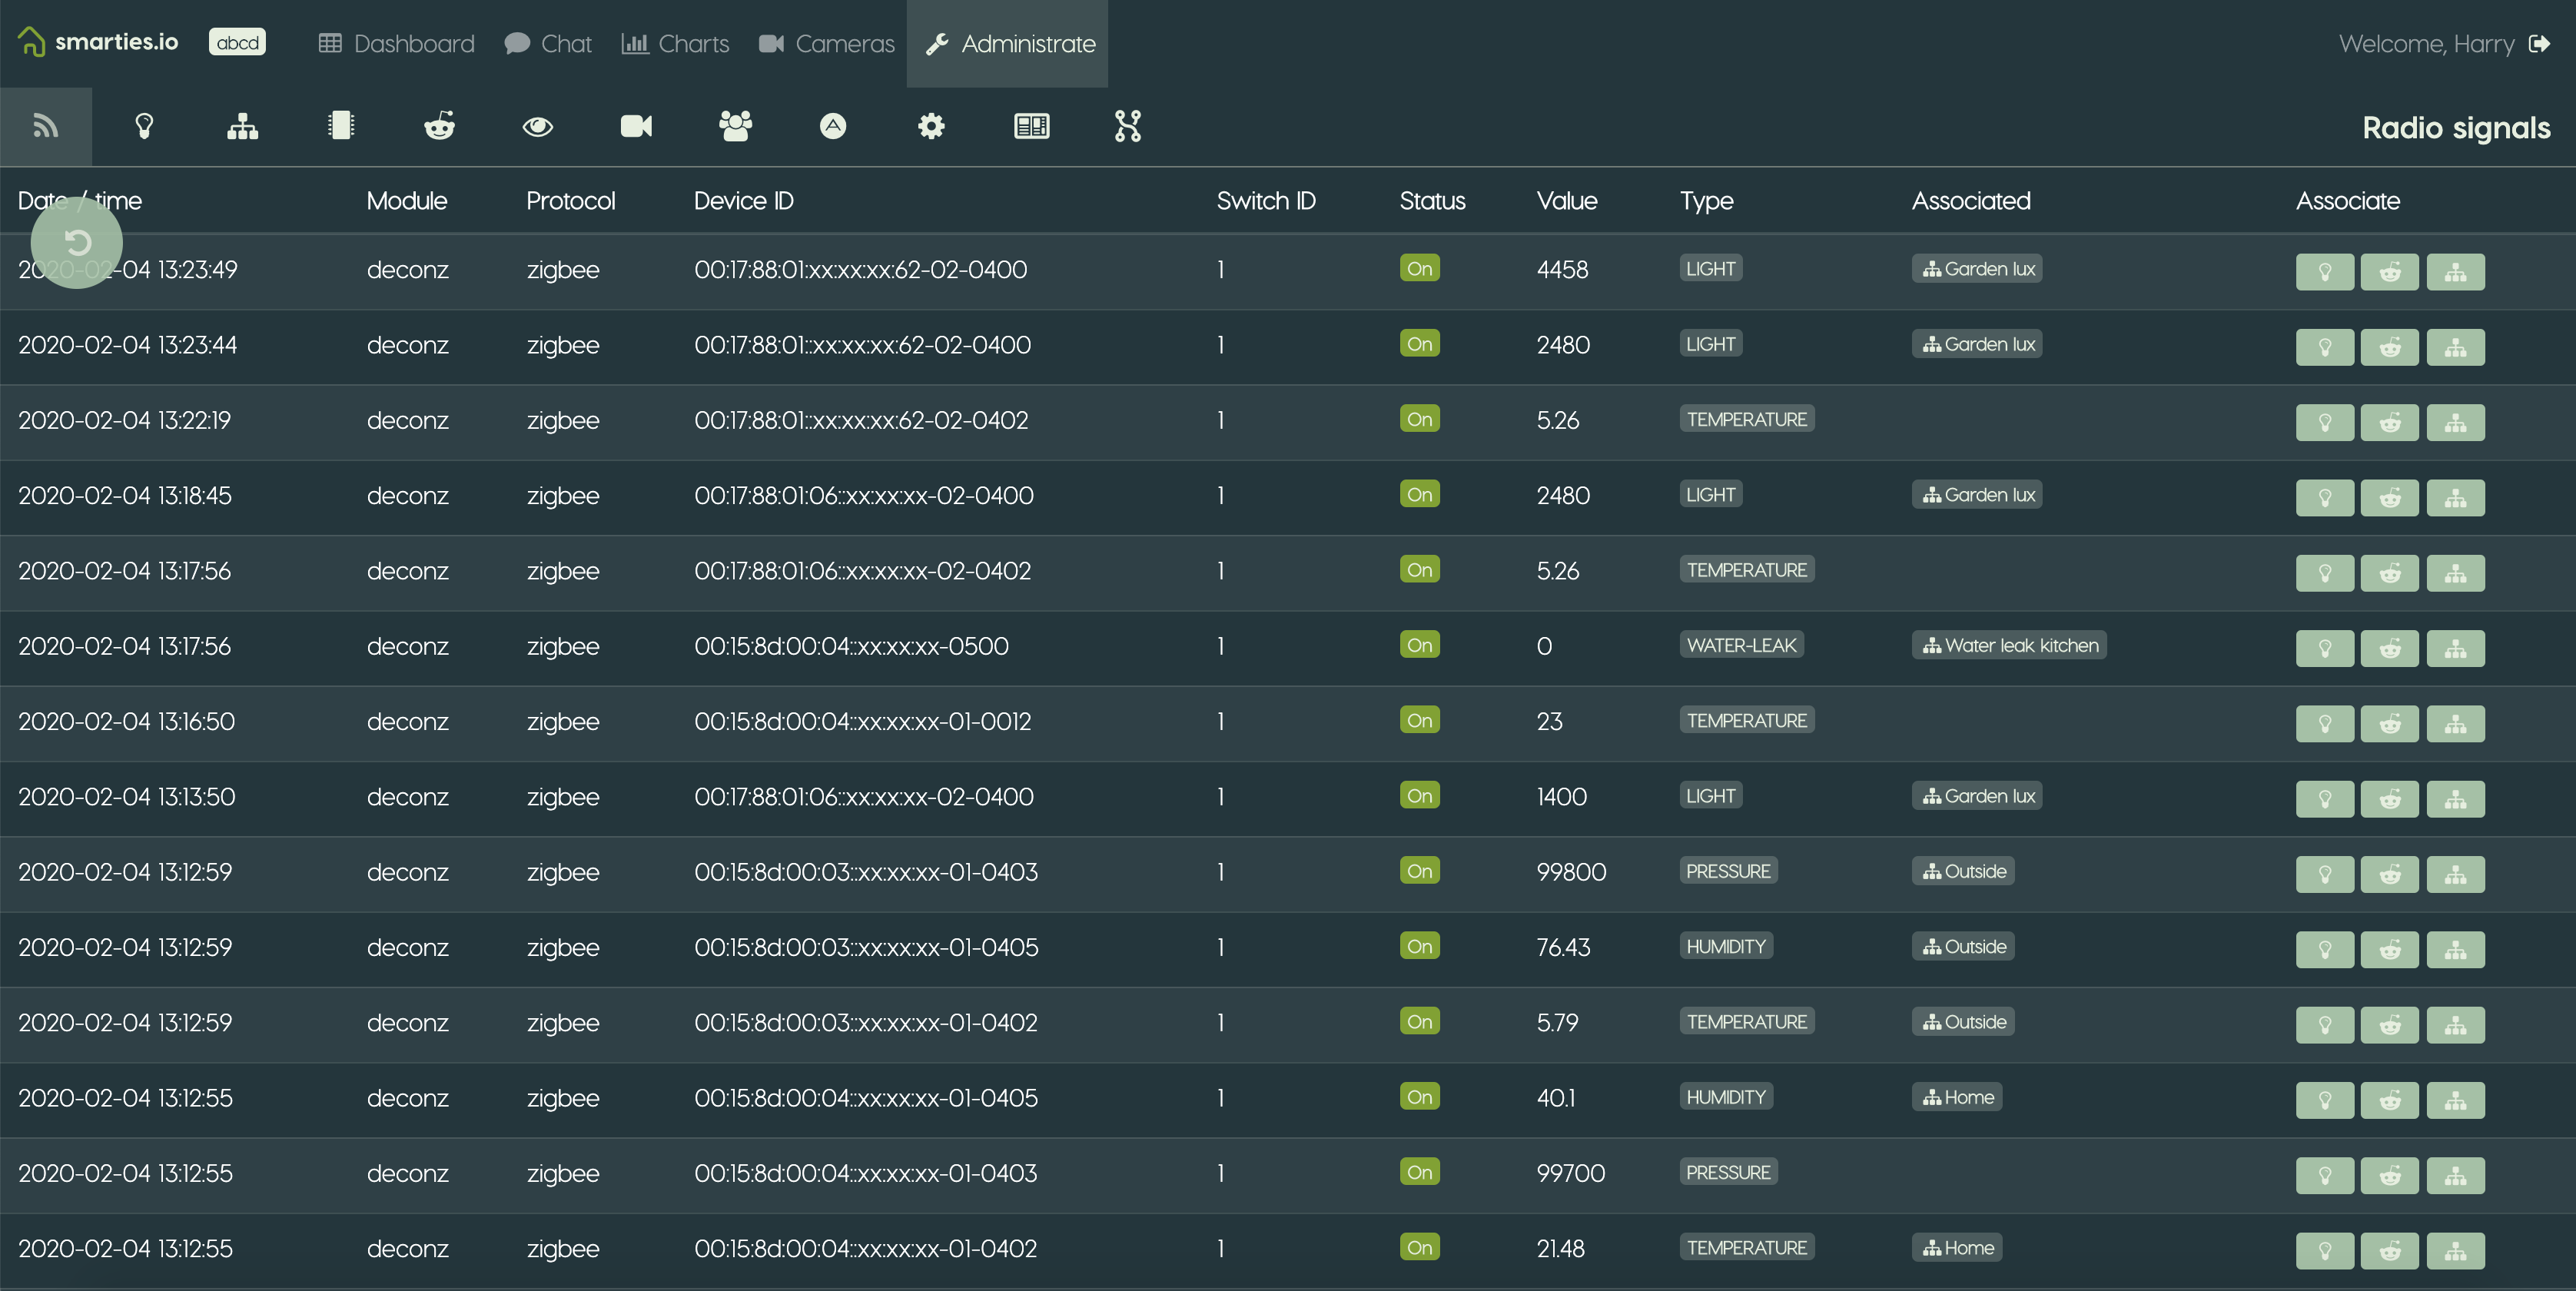 smarties.io abcd Dashboard Chat Charts Cameras Administrate Welcome, Harry
Radio signals
Date / time Module Protocol Device ID Switch ID Status Value Type Associated Associate
2020-02-04 13:23:49 deconz zigbee 00:17:88:01:xx:xx:xx:62-02-0400 1 On 4458 LIGHT Garden lux
2020-02-04 13:23:44 deconz zigbee 00:17:88:01::xx:xx:xx:62-02-0400 1 On 2480 LIGHT Garden lux
2020-02-04 13:22:19 deconz zigbee 00:17:88:01::xx:xx:xx:62-02-0402 1 On 5.26 TEMPERATURE
2020-02-04 13:18:45 deconz zigbee 00:17:88:01:06::xx:xx:xx-02-0400 1 On 2480 LIGHT Garden lux
2020-02-04 13:17:56 deconz zigbee 00:17:88:01:06::xx:xx:xx-02-0402 1 On 5.26 TEMPERATURE
2020-02-04 13:17:56 deconz zigbee 00:15:8d:00:04::xx:xx:xx-0500 1 On 0 WATER-LEAK Water leak kitchen
2020-02-04 13:16:50 deconz zigbee 00:15:8d:00:04::xx:xx:xx-01-0012 1 On 23 TEMPERATURE
2020-02-04 13:13:50 deconz zigbee 00:17:88:01:06::xx:xx:xx-02-0400 1 On 1400 LIGHT Garden lux
2020-02-04 13:12:59 deconz zigbee 00:15:8d:00:03::xx:xx:xx-01-0403 1 On 99800 PRESSURE Outside
2020-02-04 13:12:59 deconz zigbee 00:15:8d:00:03::xx:xx:xx-01-0405 1 On 76.43 HUMIDITY Outside
2020-02-04 13:12:59 deconz zigbee 00:15:8d:00:03::xx:xx:xx-01-0402 1 On 5.79 TEMPERATURE Outside
2020-02-04 13:12:55 deconz zigbee 00:15:8d:00:04::xx:xx:xx-01-0405 1 On 40.1 HUMIDITY Home
2020-02-04 13:12:55 deconz zigbee 00:15:8d:00:04::xx:xx:xx-01-0403 1 On 99700 PRESSURE
2020-02-04 13:12:55 deconz zigbee 00:15:8d:00:04::xx:xx:xx-01-0402 1 On 21.48 TEMPERATURE Home